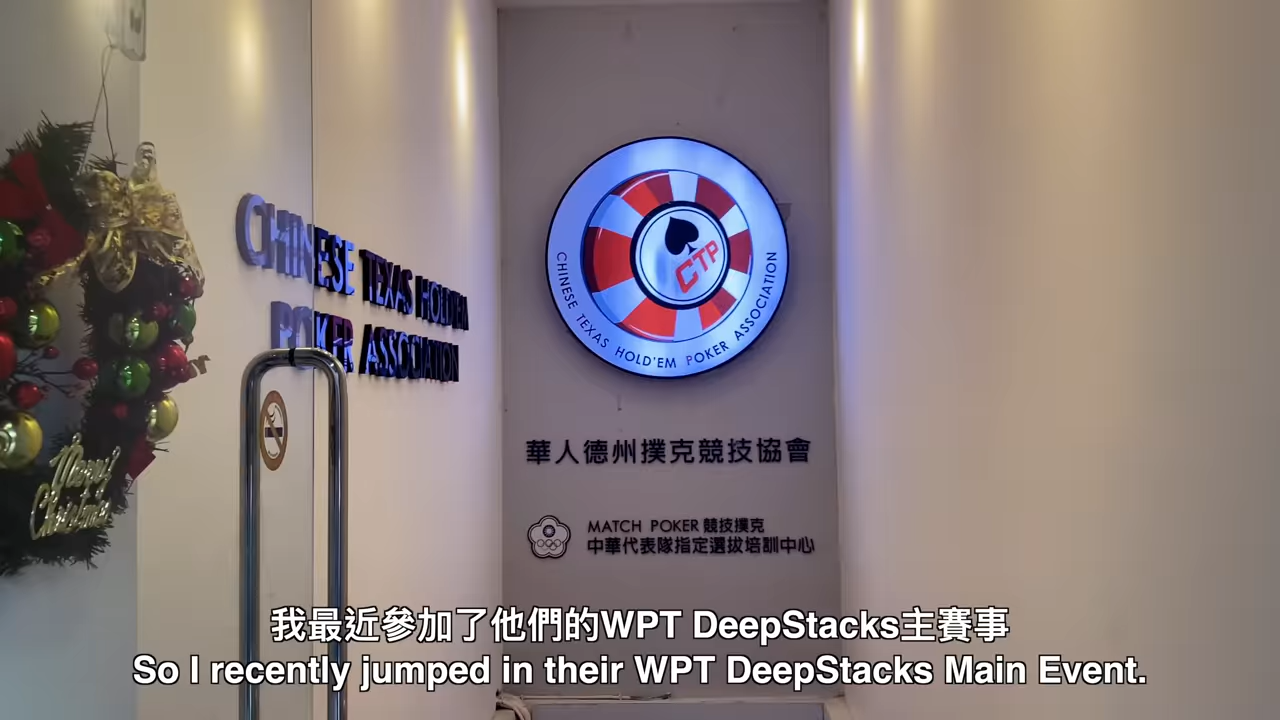 CHINESE TEXAS HOLD'EM
POKER ASSOCIATION
CTP
CHINESE TEXAS HOLD'EM POKER ASSOCIATION
華人德州撲克競技協會
MATCH POKER 競技撲克
中華代表隊指定選拔培訓中心
Merry
Christmas
我最近參加了他們的WPT DeepStacks主賽事
So I recently jumped in their WPT DeepStacks Main Event.